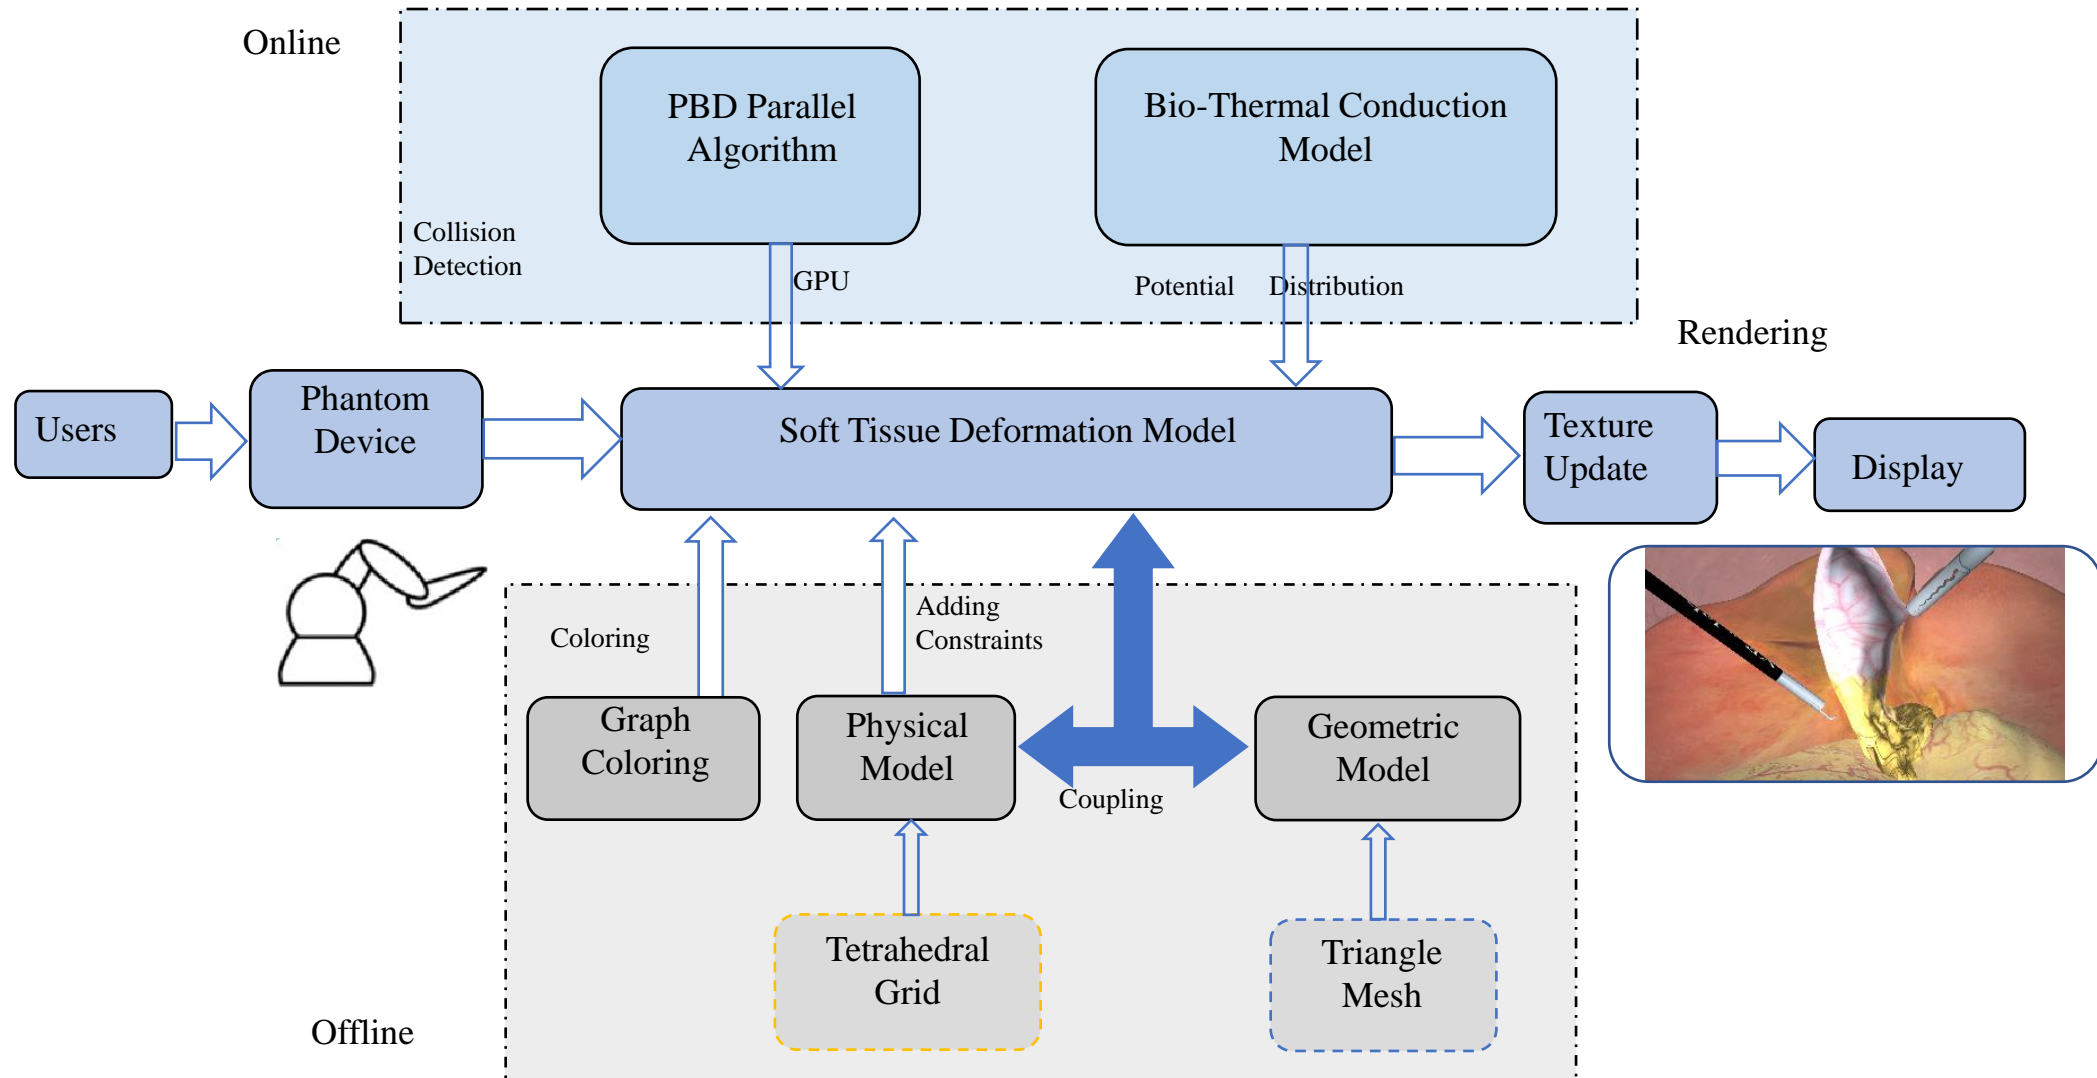 Online
PBD Parallel
Algorithm
Bio-Thermal Conduction
Model
Collision
Detection
GPU
Potential Distribution
Rendering
Users
Phantom
Device
Soft Tissue Deformation Model
Texture
Update
Display
Coloring
Adding
Constraints
Graph
Coloring
Physical
Model
Geometric
Model
Coupling
Tetrahedral
Grid
Triangle
Mesh
Offline